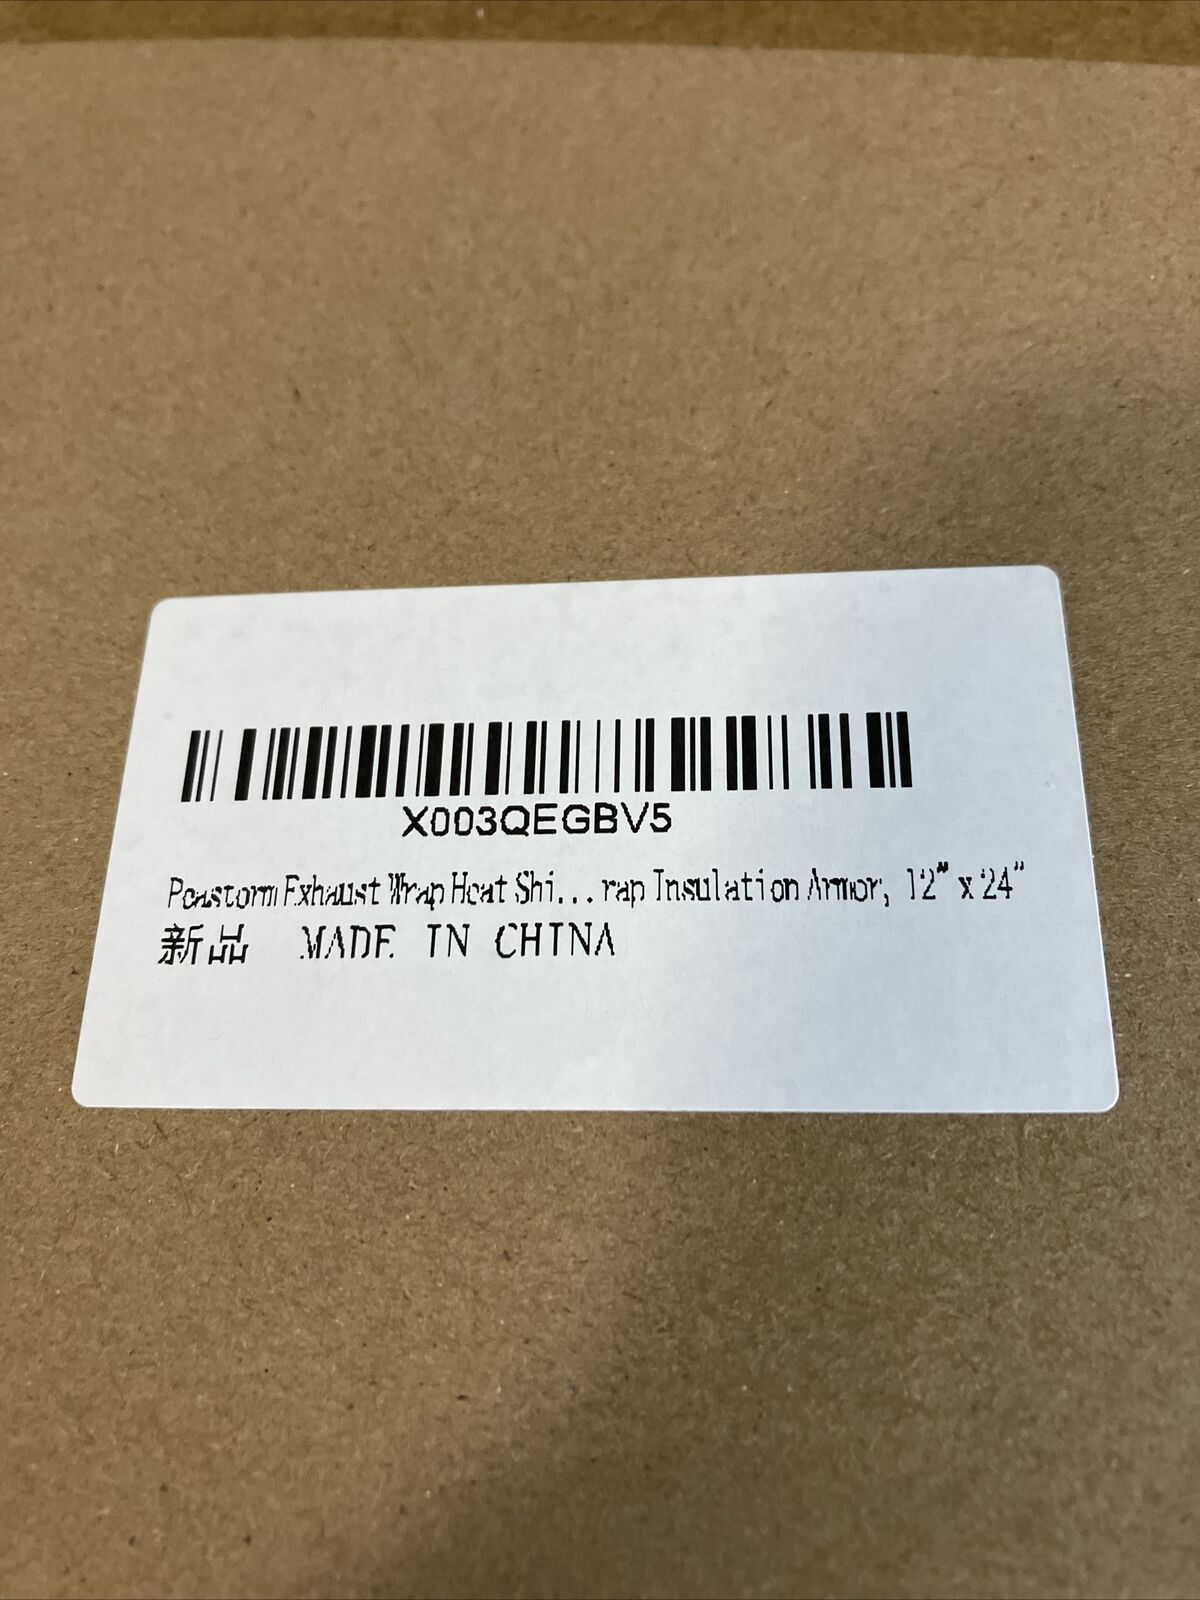 X003QEGBV5
Peastorm Exhaust Wrap Heat Shi... rap Insulation Armor, 12” x 24”
新品 MADE IN CHINA